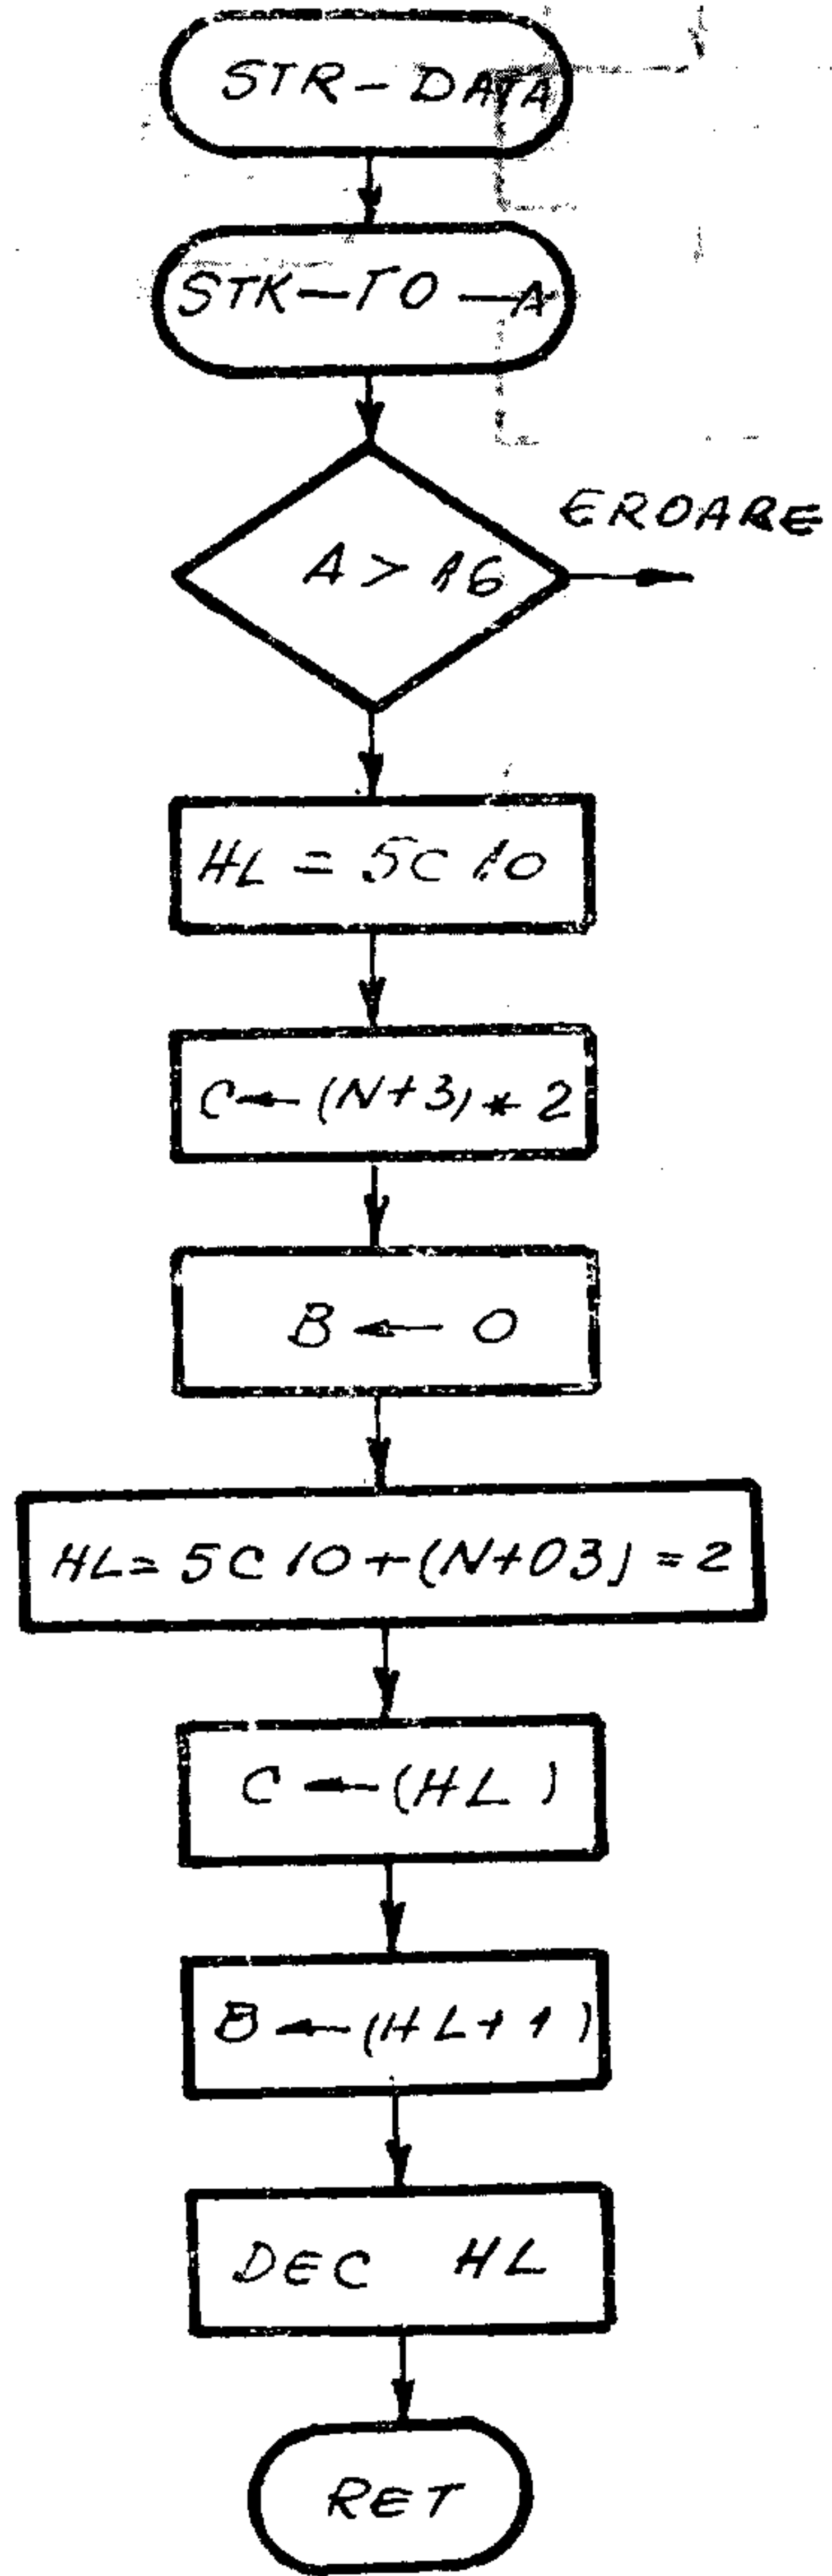 STR-DATA
STK-TO-A
EROARE
A > 16
HL = 5C10
C ← (N+3) * 2
B ← 0
HL = 5C10+(N+03) = 2
C ← (HL)
B ← (HL+1)
DEC HL
RET